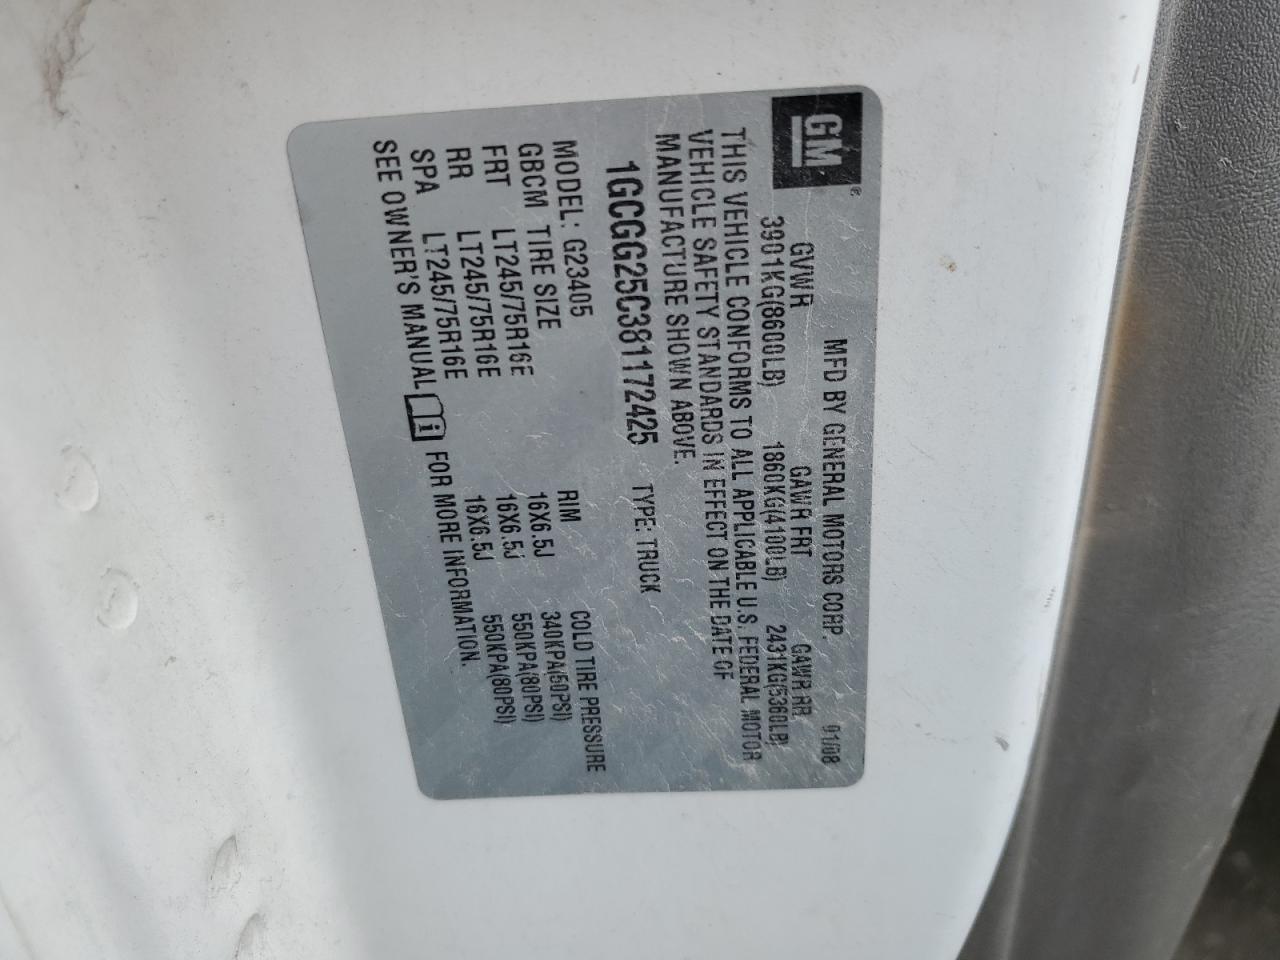 GM®
MFD BY GENERAL MOTORS CORP. 01/08
GVWR GAWR FRT GAWR RR
3901KG(8600LB) 1860KG(4100LB) 2431KG(5360LB)
THIS VEHICLE CONFORMS TO ALL APPLICABLE U.S. FEDERAL MOTOR
VEHICLE SAFETY STANDARDS IN EFFECT ON THE DATE OF
MANUFACTURE SHOWN ABOVE.
1GCGG25C381172425 TYPE: TRUCK
MODEL: G23405
GBCM TIRE SIZE RIM COLD TIRE PRESSURE
FRT LT245/75R16E 16X6.5J 340KPA(50PSI)
RR LT245/75R16E 16X6.5J 550KPA(80PSI)
SPA LT245/75R16E 16X6.5J 550KPA(80PSI)
SEE OWNER'S MANUAL i FOR MORE INFORMATION.